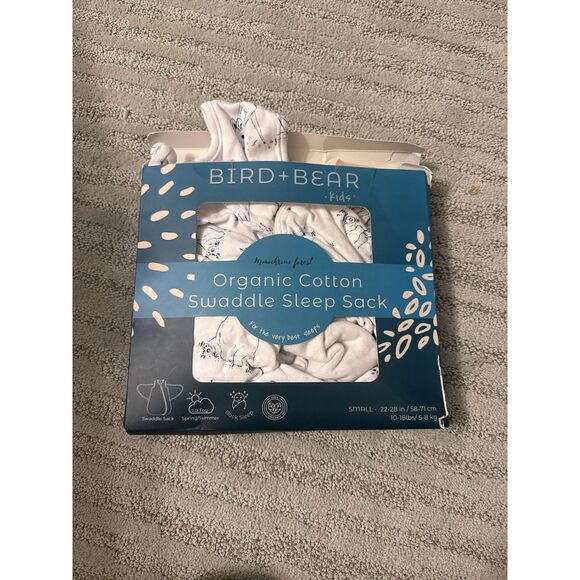 BIRD+BEAR
·kids·
Monochrome forest
Organic Cotton
Swaddle Sleep Sack
For the very best sleeps
Swaddle Sack
1.0 Tog
Spring/Summer
Back Sleep
SMALL - 22-28 in / 58-71 cm
10-18lbs/ 5-8 kg